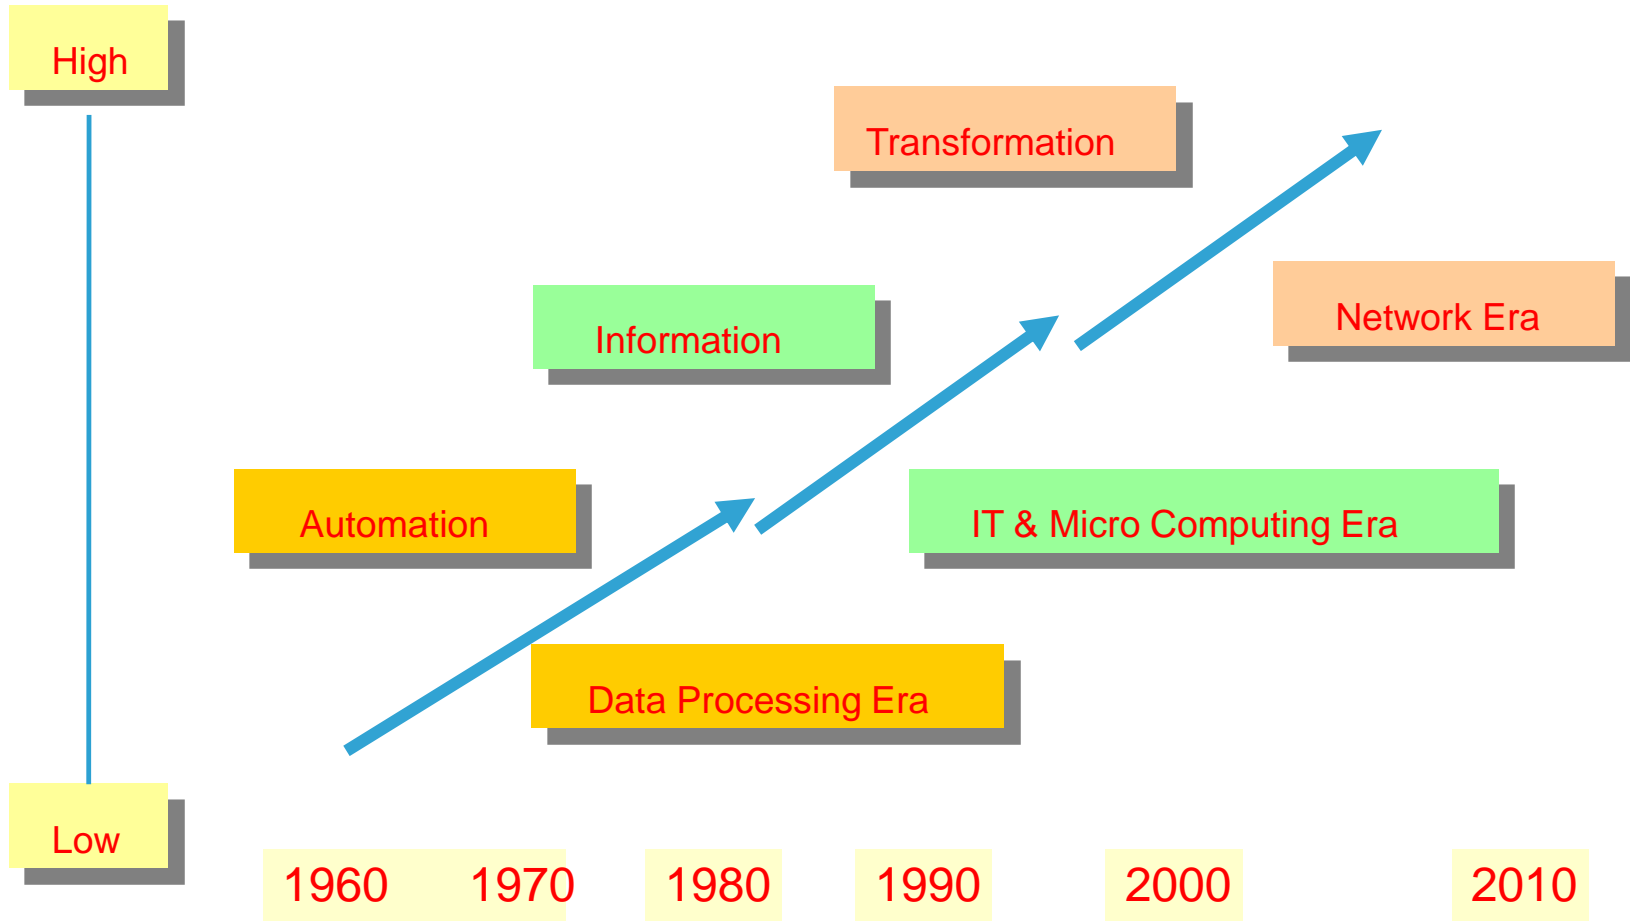 High
Transformation
Network Era
Information
Automation
IT & Micro Computing Era
Data Processing Era
Low
1960 1970 1980 1990 2000 2010